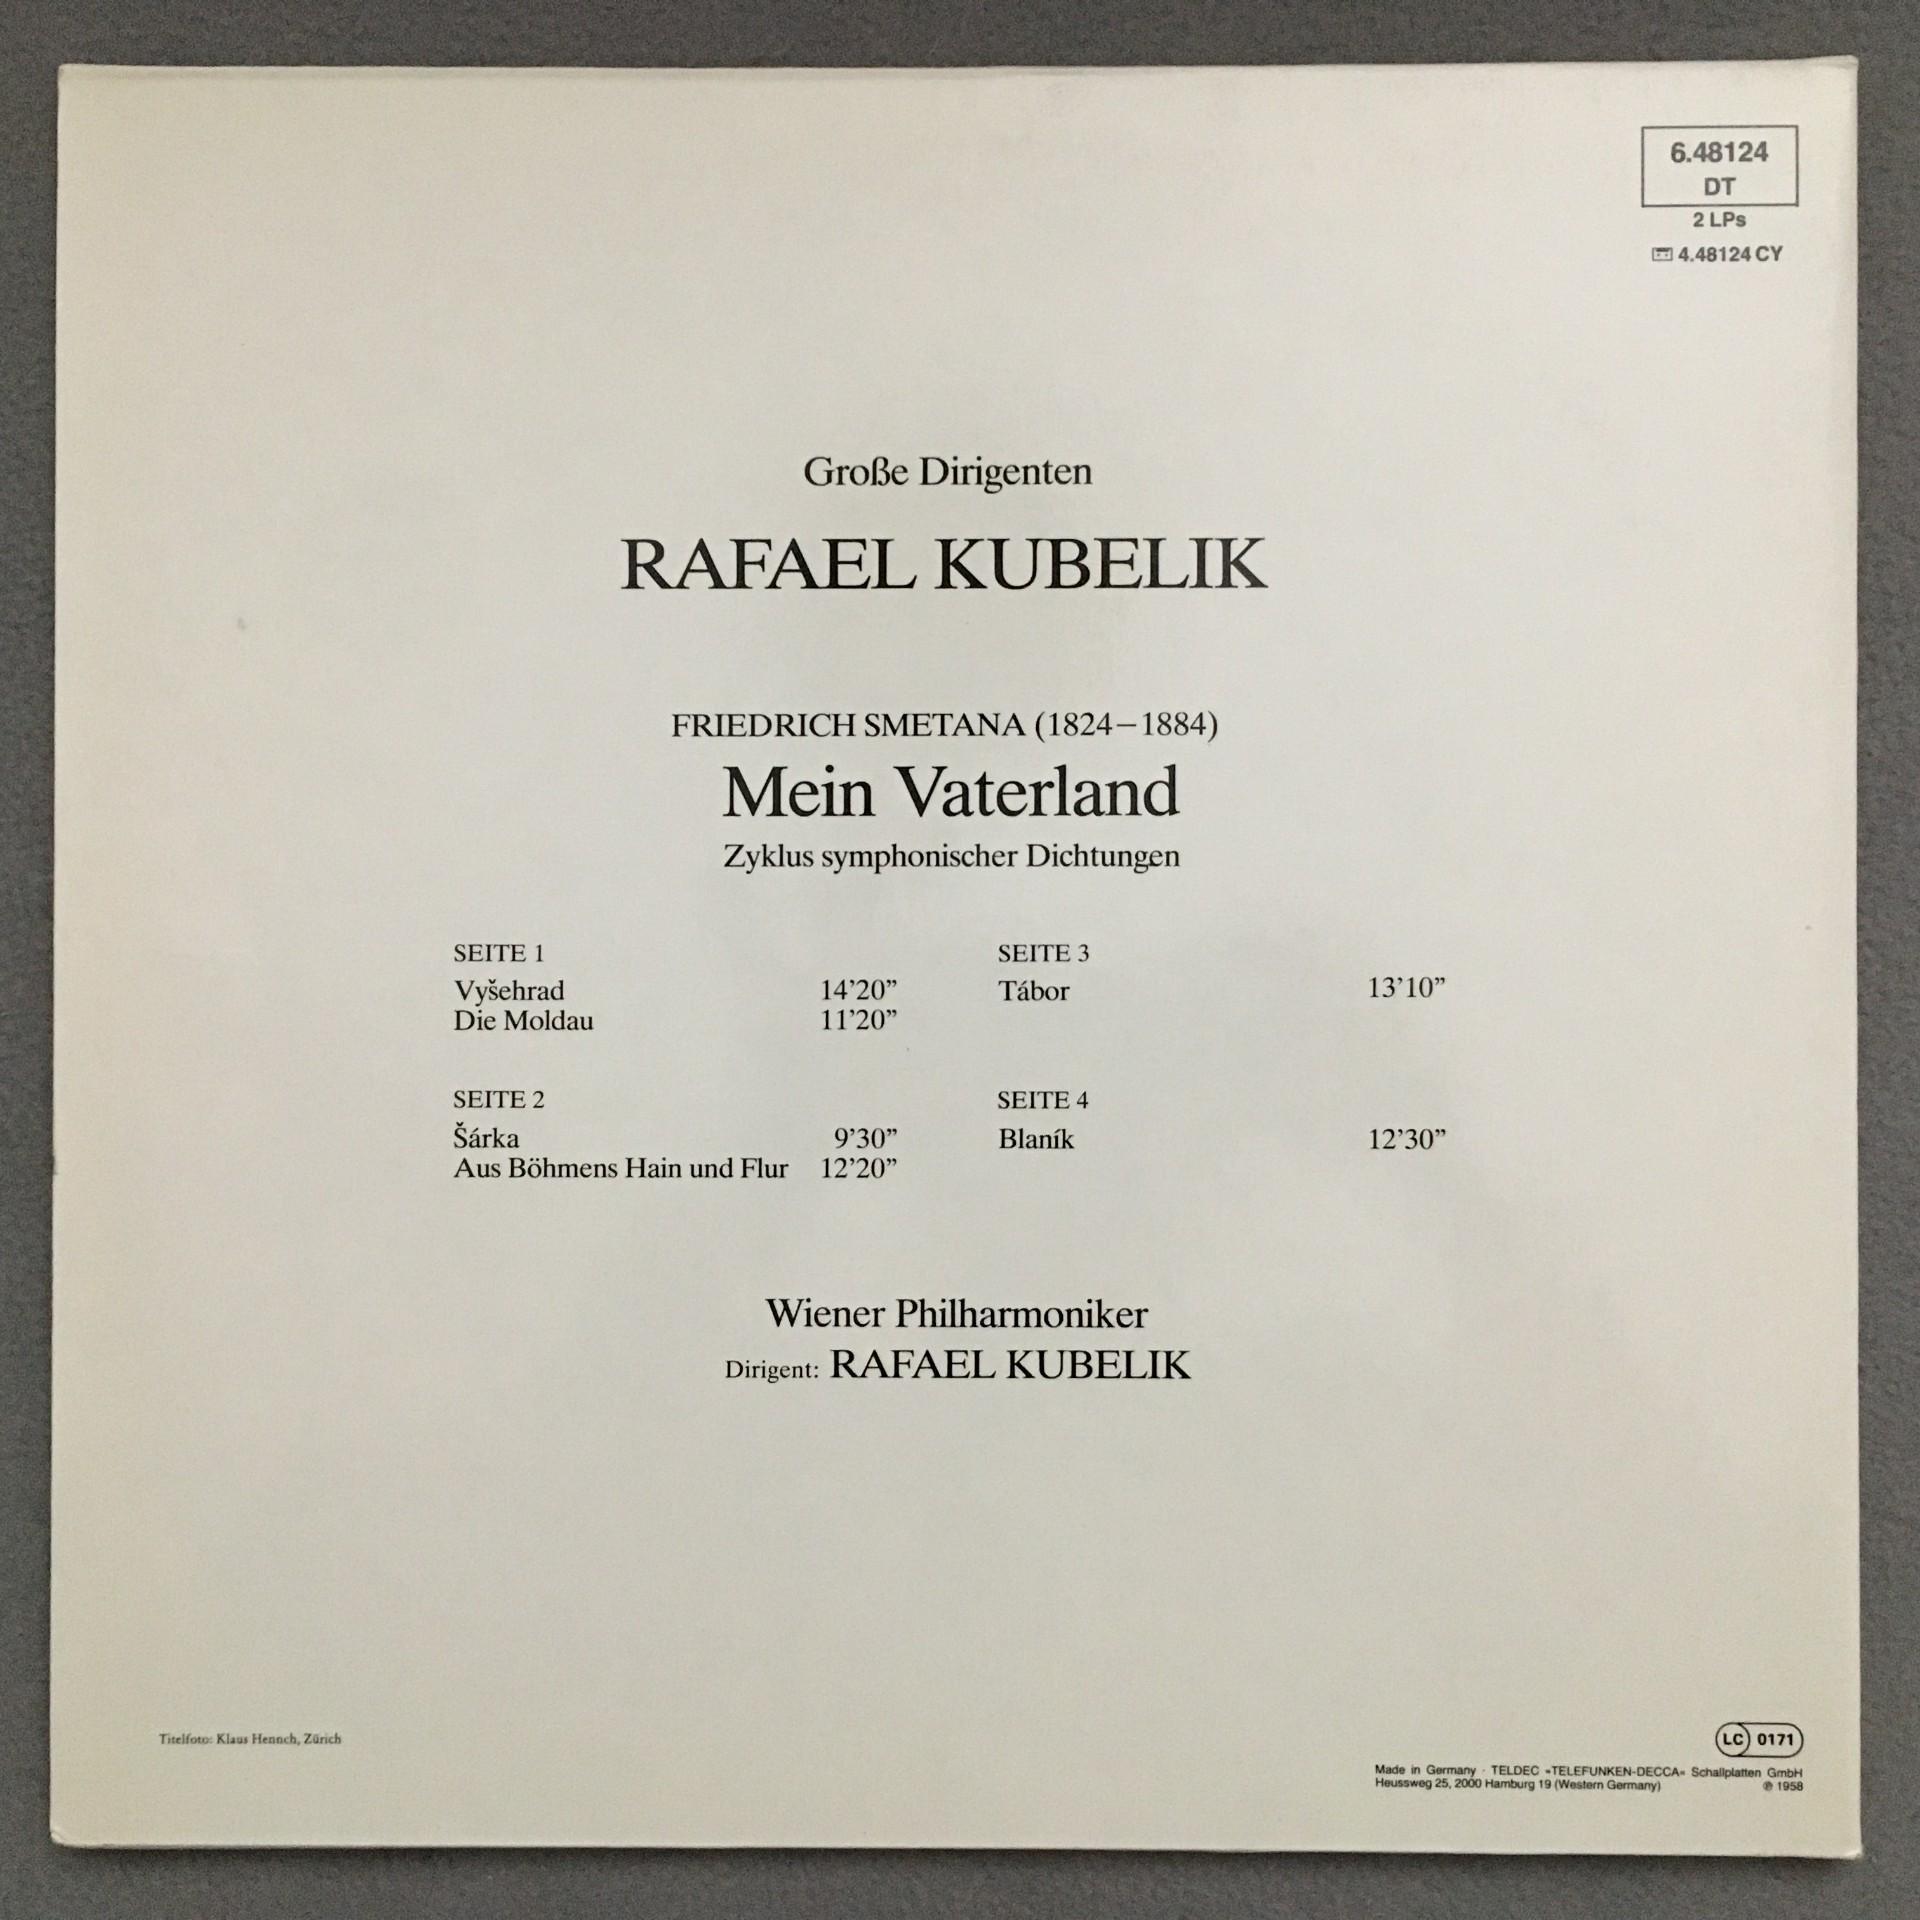 6.48124
DT
2 LPs
4.48124 CY
Große Dirigenten
RAFAEL KUBELIK
FRIEDRICH SMETANA (1824–1884)
Mein Vaterland
Zyklus symphonischer Dichtungen
SEITE 1
Vyšehrad 14’20”
Die Moldau 11’20”
SEITE 2
Šárka 9’30”
Aus Böhmens Hain und Flur 12’20”
SEITE 3
Tábor 13’10”
SEITE 4
Blaník 12’30”
Wiener Philharmoniker
Dirigent: RAFAEL KUBELIK
Titelfoto: Klaus Hennch, Zürich
LC 0171
Made in Germany · TELDEC »TELEFUNKEN-DECCA« Schallplatten GmbH
Heussweg 25, 2000 Hamburg 19 (Western Germany) ℗ 1958